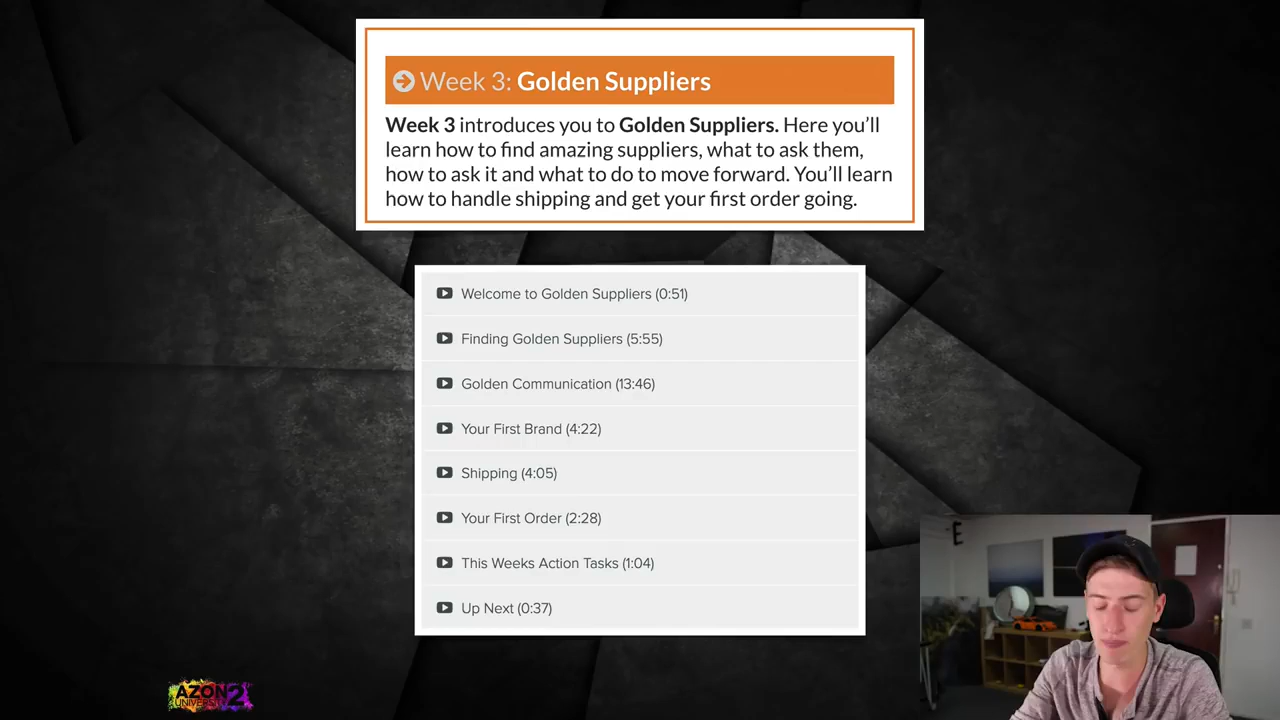 Week 3: Golden Suppliers
Week 3 introduces you to Golden Suppliers. Here you'll
learn how to find amazing suppliers, what to ask them,
how to ask it and what to do to move forward. You'll learn
how to handle shipping and get your first order going.
Welcome to Golden Suppliers (0:51)
Finding Golden Suppliers (5:55)
Golden Communication (13:46)
Your First Brand (4:22)
Shipping (4:05)
Your First Order (2:28)
This Weeks Action Tasks (1:04)
Up Next (0:37)
E
AZON
UNIVERSITY
2